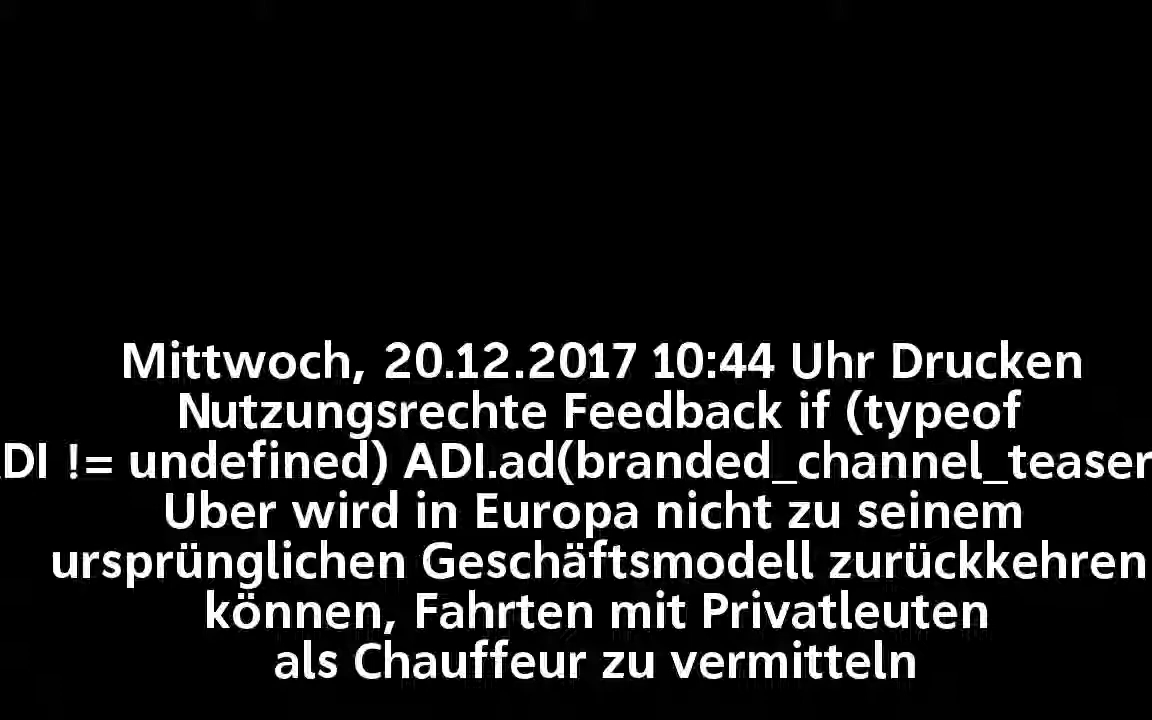 Mittwoch, 20.12.2017 10:44 Uhr Drucken
Nutzungsrechte Feedback if (typeof
DI != undefined) ADI.ad(branded_channel_teaser
Uber wird in Europa nicht zu seinem
ursprünglichen Geschäftsmodell zurückkehren
können, Fahrten mit Privatleuten
als Chauffeur zu vermitteln